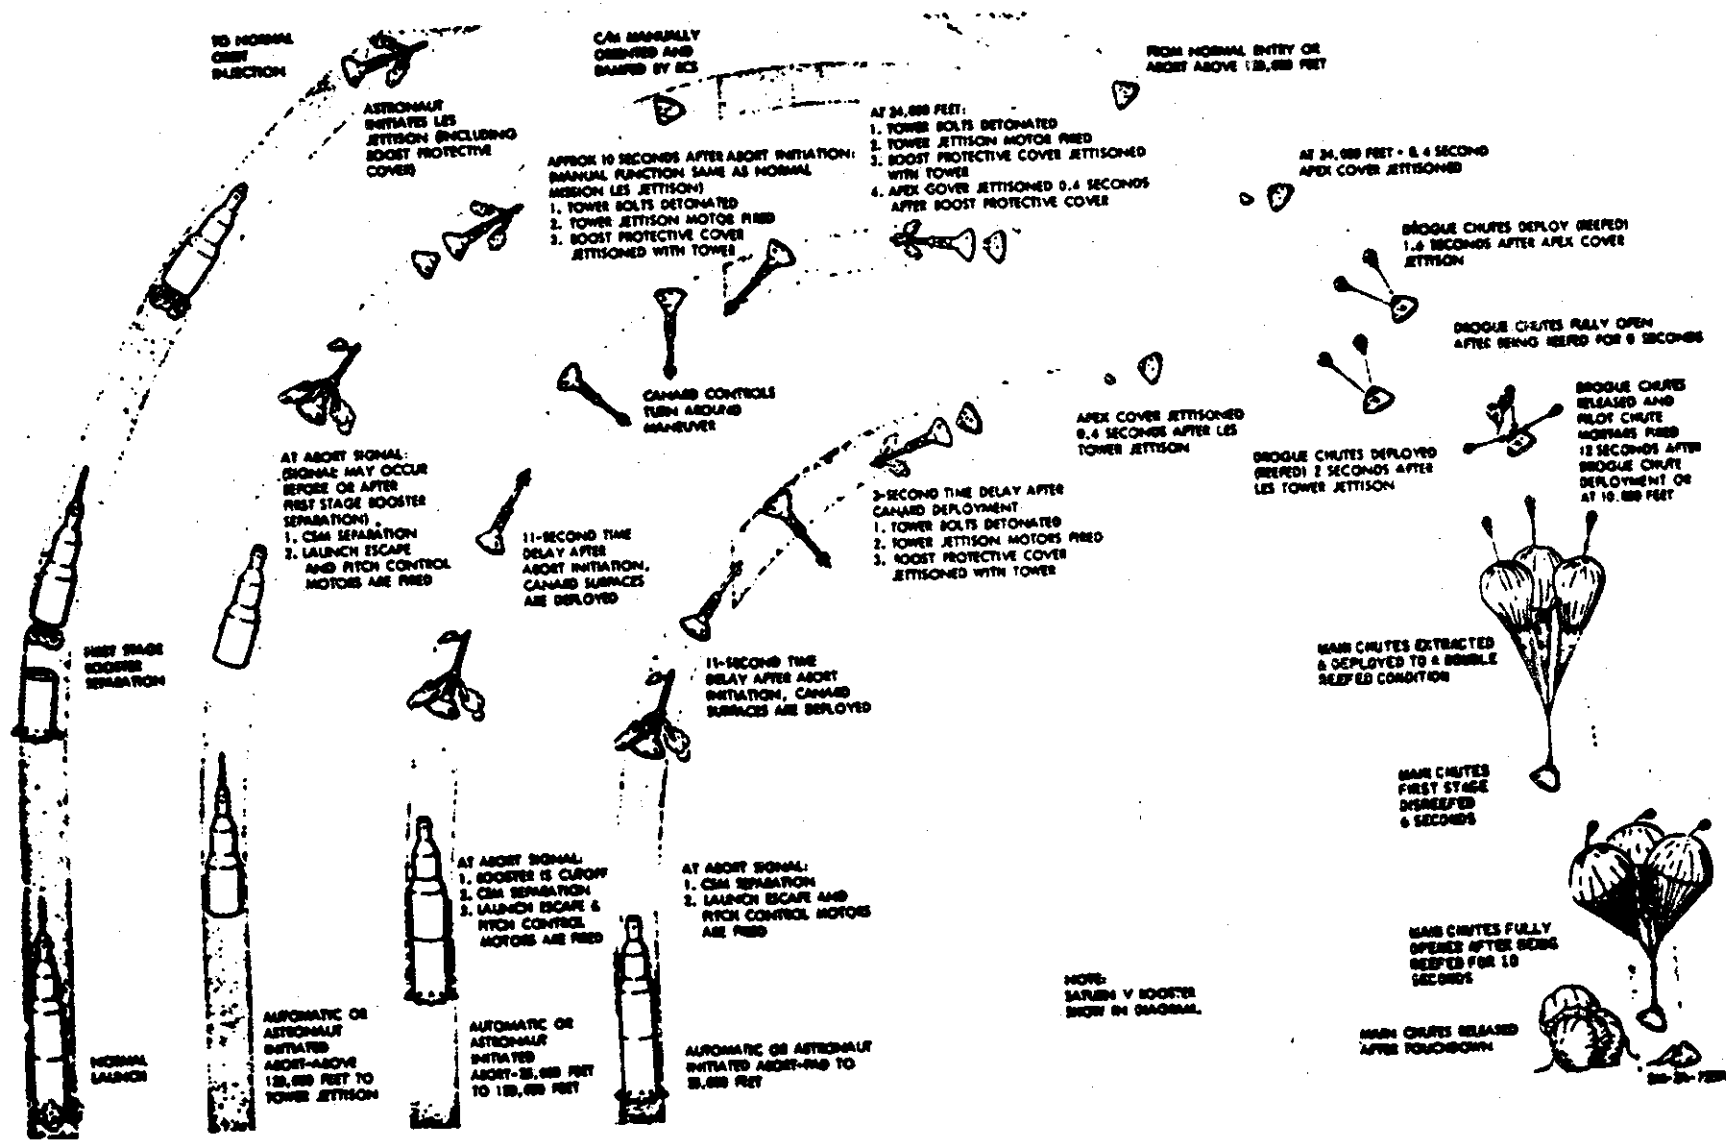 TO NORMAL
ORBIT
INJECTION
ASTRONAUT
INITIATES LES
JETTISON (INCLUDING
BOOST PROTECTIVE
COVER)
C/M MANUALLY
ORIENTED AND
DAMPED BY RCS
FROM NORMAL ENTRY OR
ABORT ABOVE 120,000 FEET
APPROX 10 SECONDS AFTER ABORT INITIATION:
(MANUAL FUNCTION SAME AS NORMAL
MISSION LES JETTISON)
1. TOWER BOLTS DETONATED
2. TOWER JETTISON MOTOR FIRED
3. BOOST PROTECTIVE COVER
JETTISONED WITH TOWER
AT 24,000 FEET:
1. TOWER BOLTS DETONATED
2. TOWER JETTISON MOTOR FIRED
3. BOOST PROTECTIVE COVER JETTISONED
WITH TOWER
4. APEX COVER JETTISONED 0.4 SECONDS
AFTER BOOST PROTECTIVE COVER
AT 24,000 FEET + 0.4 SECOND
APEX COVER JETTISONED
DROGUE CHUTES DEPLOY (REEFED)
1.6 SECONDS AFTER APEX COVER
JETTISON
DROGUE CHUTES FULLY OPEN
AFTER BEING REEFED FOR 8 SECONDS
CANARD CONTROLS
TURN AROUND
MANEUVER
APEX COVER JETTISONED
0.4 SECONDS AFTER LES
TOWER JETTISON
DROGUE CHUTES DEPLOYED
(REEFED) 2 SECONDS AFTER
LES TOWER JETTISON
DROGUE CHUTES
RELEASED AND
PILOT CHUTE
MORTARS FIRED
12 SECONDS AFTER
DROGUE CHUTE
DEPLOYMENT OR
AT 10,000 FEET
AT ABORT SIGNAL:
(SIGNAL MAY OCCUR
BEFORE OR AFTER
FIRST STAGE BOOSTER
SEPARATION)
1. CSM SEPARATION
2. LAUNCH ESCAPE
AND PITCH CONTROL
MOTORS ARE FIRED
11-SECOND TIME
DELAY AFTER
ABORT INITIATION,
CANARD SURFACES
ARE DEPLOYED
3-SECOND TIME DELAY AFTER
CANARD DEPLOYMENT
1. TOWER BOLTS DETONATED
2. TOWER JETTISON MOTORS FIRED
3. BOOST PROTECTIVE COVER
JETTISONED WITH TOWER
FIRST STAGE
BOOSTER
SEPARATION
11-SECOND TIME
DELAY AFTER ABORT
INITIATION, CANARD
SURFACES ARE DEPLOYED
MAIN CHUTES EXTRACTED
& DEPLOYED TO A DOUBLE
REEFED CONDITION
MAIN CHUTES
FIRST STAGE
DISREEFED
6 SECONDS
AT ABORT SIGNAL:
1. BOOSTER IS CUTOFF
2. CSM SEPARATION
3. LAUNCH ESCAPE &
PITCH CONTROL
MOTORS ARE FIRED
AT ABORT SIGNAL:
1. CSM SEPARATION
2. LAUNCH ESCAPE AND
PITCH CONTROL MOTORS
ARE FIRED
MAIN CHUTES FULLY
OPENED AFTER BEING
REEFED FOR 10
SECONDS
NOTE:
SATURN V BOOSTER
SHOW IN DIAGRAM.
MAIN CHUTES RELEASED
AFTER TOUCHDOWN
NORMAL
LAUNCH
AUTOMATIC OR
ASTRONAUT
INITIATED
ABORT-ABOVE
120,000 FEET TO
TOWER JETTISON
AUTOMATIC OR
ASTRONAUT
INITIATED
ABORT-30,000 FEET
TO 120,000 FEET
AUTOMATIC OR ASTRONAUT
INITIATED ABORT-PAD TO
30,000 FEET